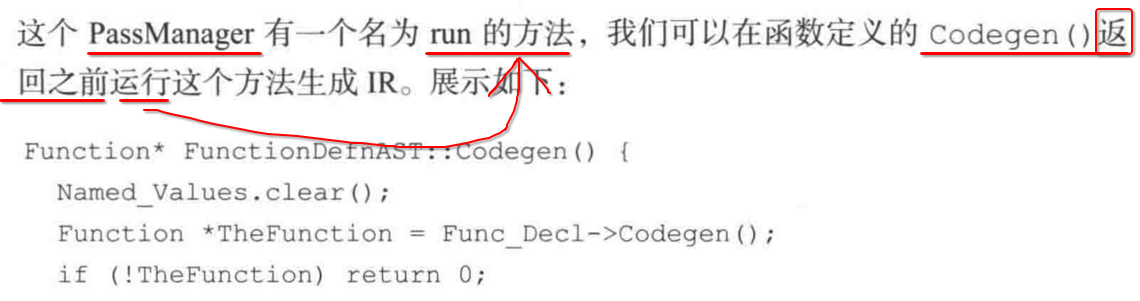 这个 PassManager 有一个名为 run 的方法，我们可以在函数定义的 Codegen()返
回之前运行这个方法生成 IR。展示如下：
Function* FunctionDefnAST::Codegen() {
Named_Values.clear();
Function *TheFunction = Func_Decl->Codegen();
if (!TheFunction) return 0;